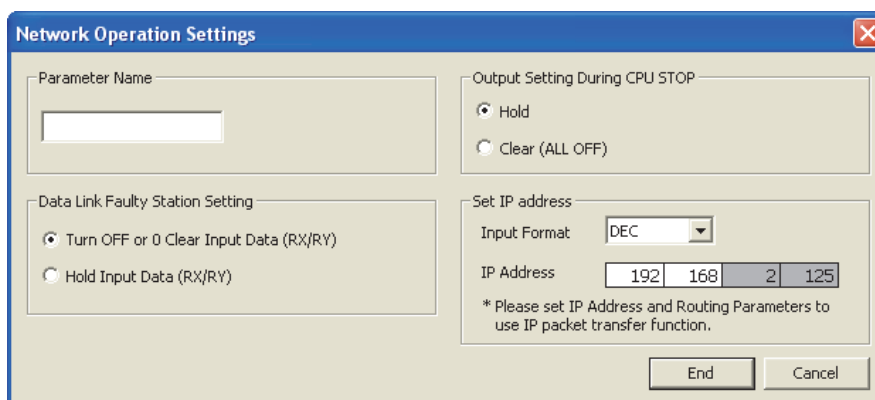 Network Operation Settings
Parameter Name
Data Link Faulty Station Setting
Turn OFF or 0 Clear Input Data (RX/RY)
Hold Input Data (RX/RY)
Output Setting During CPU STOP
Hold
Clear (ALL OFF)
Set IP address
Input Format DEC
IP Address 192 168 2 125
* Please set IP Address and Routing Parameters to
use IP packet transfer function.
End Cancel